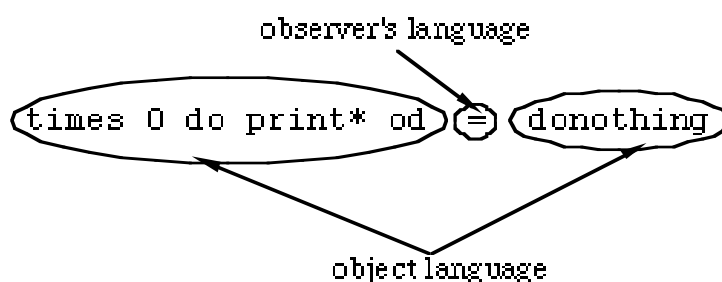 observer's language
times 0 do print* od = donothing
object language